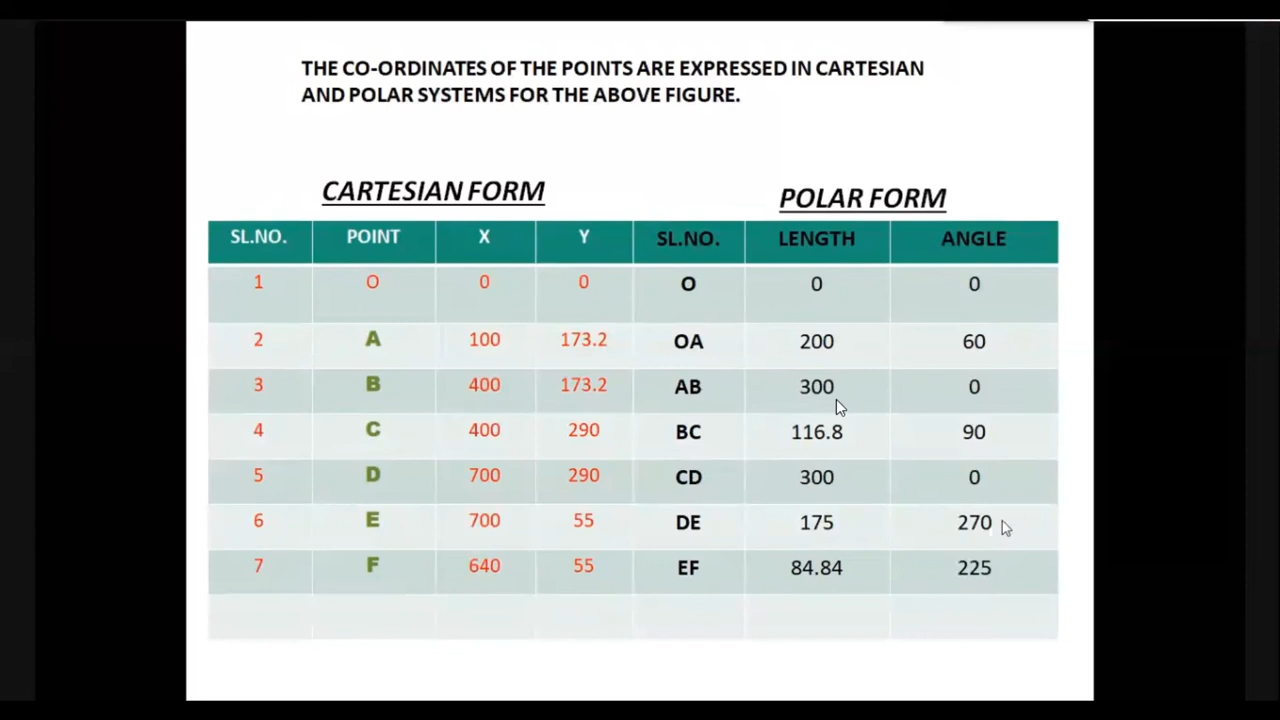 THE CO-ORDINATES OF THE POINTS ARE EXPRESSED IN CARTESIAN
AND POLAR SYSTEMS FOR THE ABOVE FIGURE.
CARTESIAN FORM POLAR FORM
SL.NO. POINT X Y SL.NO. LENGTH ANGLE
1 O 0 0 O 0 0
2 A 100 173.2 OA 200 60
3 B 400 173.2 AB 300 0
4 C 400 290 BC 116.8 90
5 D 700 290 CD 300 0
6 E 700 55 DE 175 270
7 F 640 55 EF 84.84 225